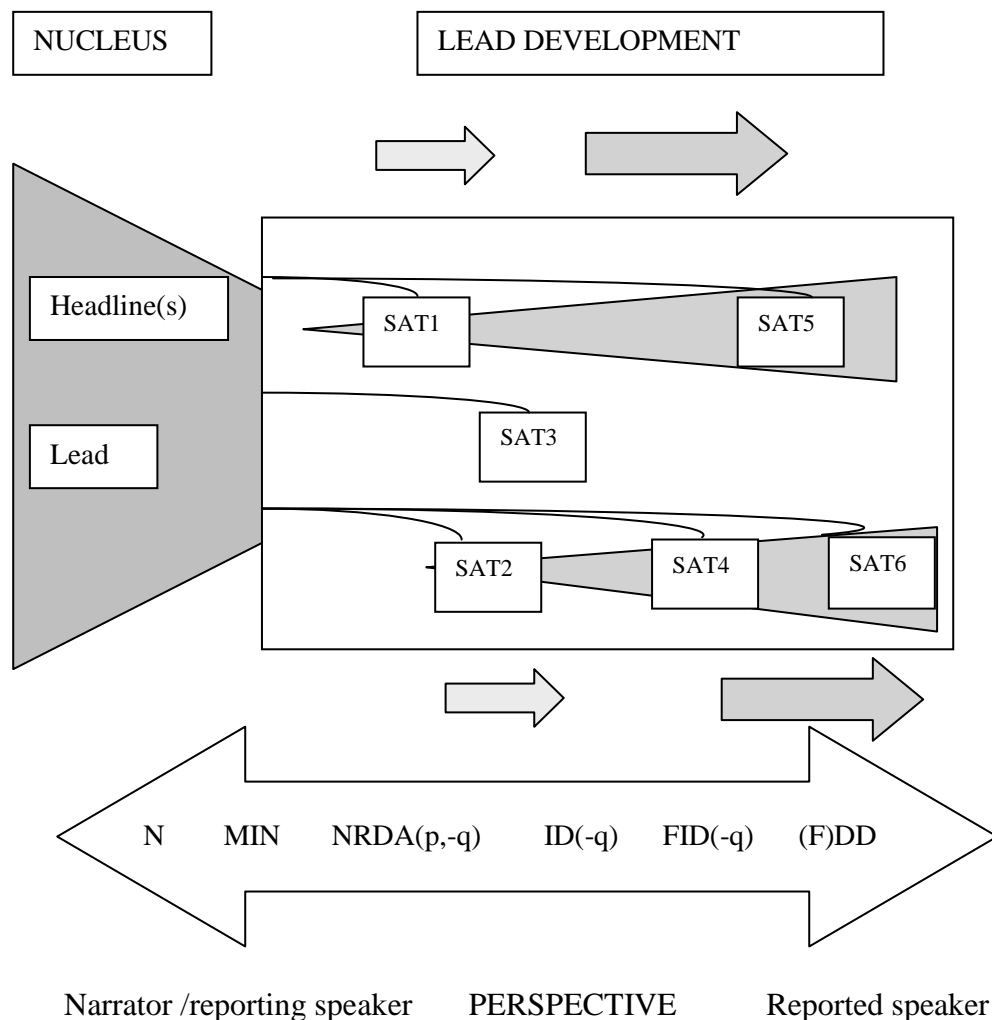 NUCLEUS
LEAD DEVELOPMENT
Headline(s)
SAT1
SAT5
Lead
SAT3
SAT2
SAT4
SAT6
N MIN NRDA(p,-q) ID(-q) FID(-q) (F)DD
Narrator /reporting speaker PERSPECTIVE Reported speaker